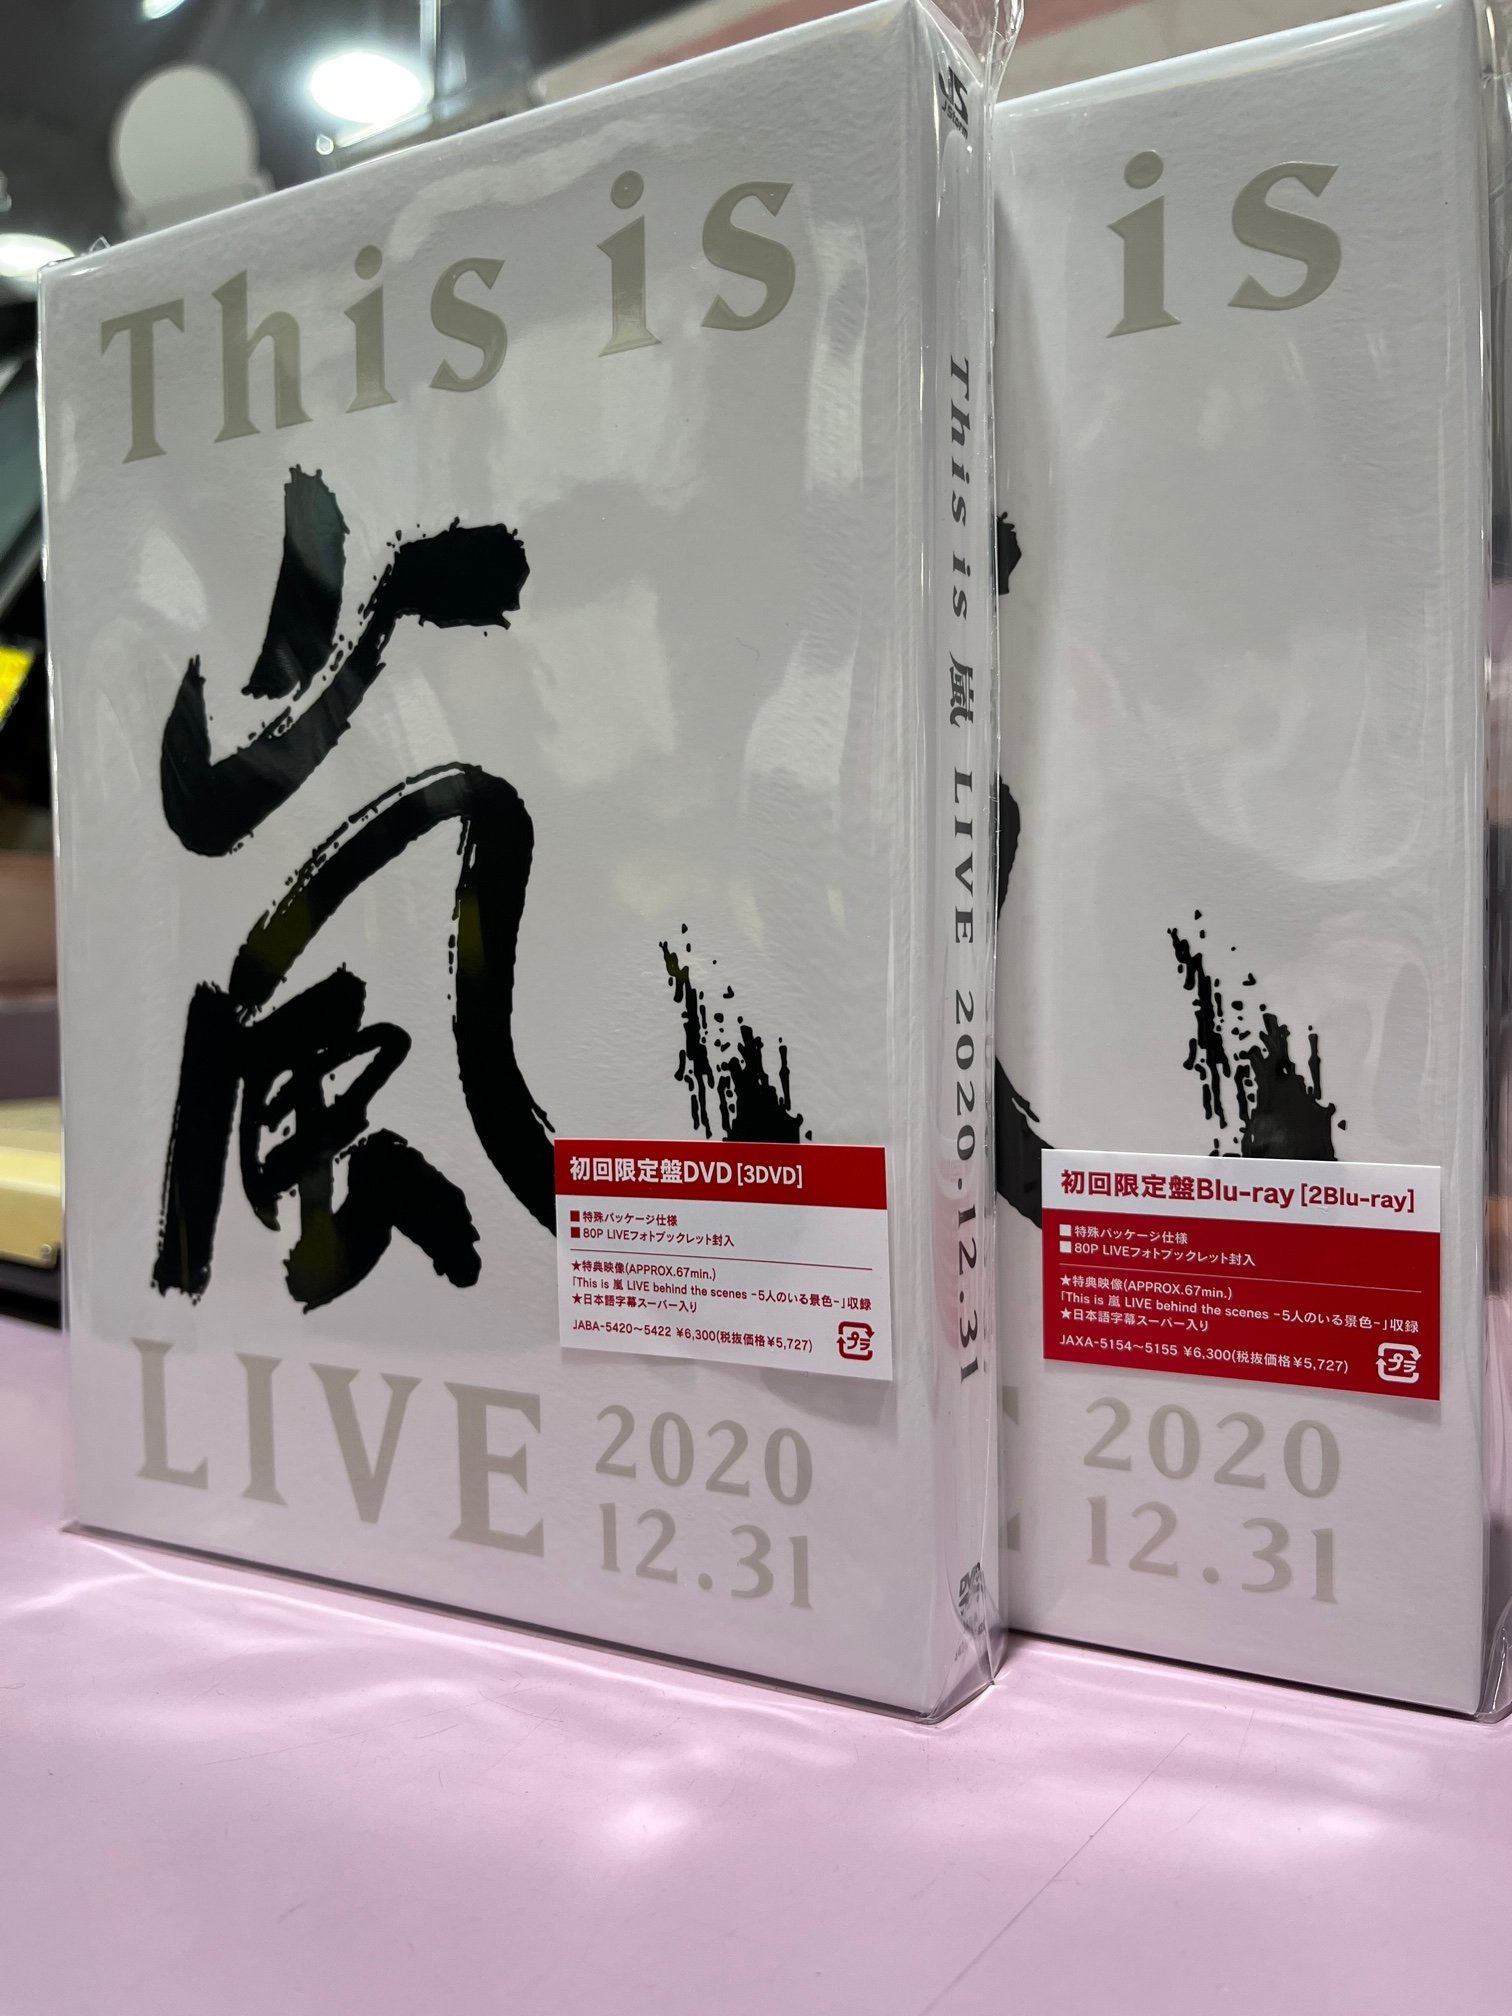 This is
嵐
LIVE 2020
12.31
初回限定盤DVD[3DVD]
■特殊パッケージ仕様
■80P LIVEフォトブックレット封入
★特典映像(APPROX.67min.)
「This is 嵐 LIVE behind the scenes -5人のいる景色-」収録
★日本語字幕スーパー入り
JABA-5420〜5422 ¥6,300(税抜価格¥5,727)
プラ
JStorm
This is 嵐 LIVE 2020.12.31
is
初回限定盤Blu-ray[2Blu-ray]
■特殊パッケージ仕様
■80P LIVEフォトブックレット封入
★特典映像(APPROX.67min.)
「This is 嵐 LIVE behind the scenes -5人のいる景色-」収録
★日本語字幕スーパー入り
JAXA-5154〜5155 ¥6,300(税抜価格¥5,727)
プラ
E 2020
12.31